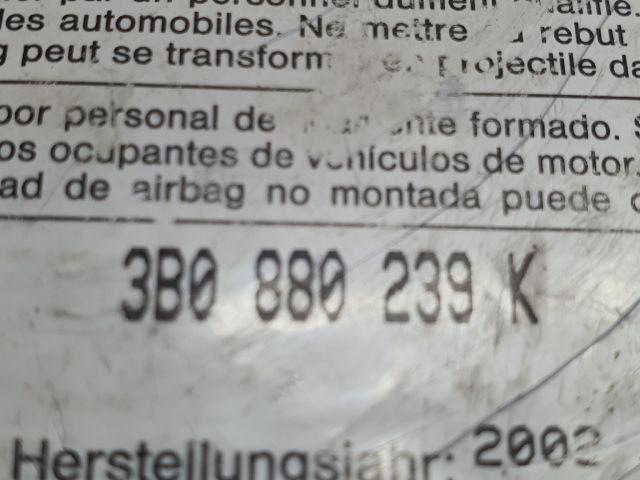 des automobiles. Ne mettre rebut
peut se transform projectile da
por personal de formado. S
os ocupantes de vehículos de motor.
ad de airbag no montada puede
3B0 880 239 K
Herstellungsjahr: 2002